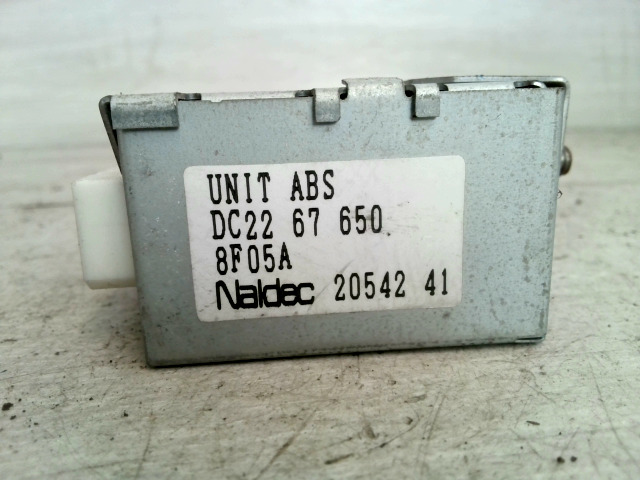 UNIT ABS
DC22 67 650
8F05A
Naldec 20542 41